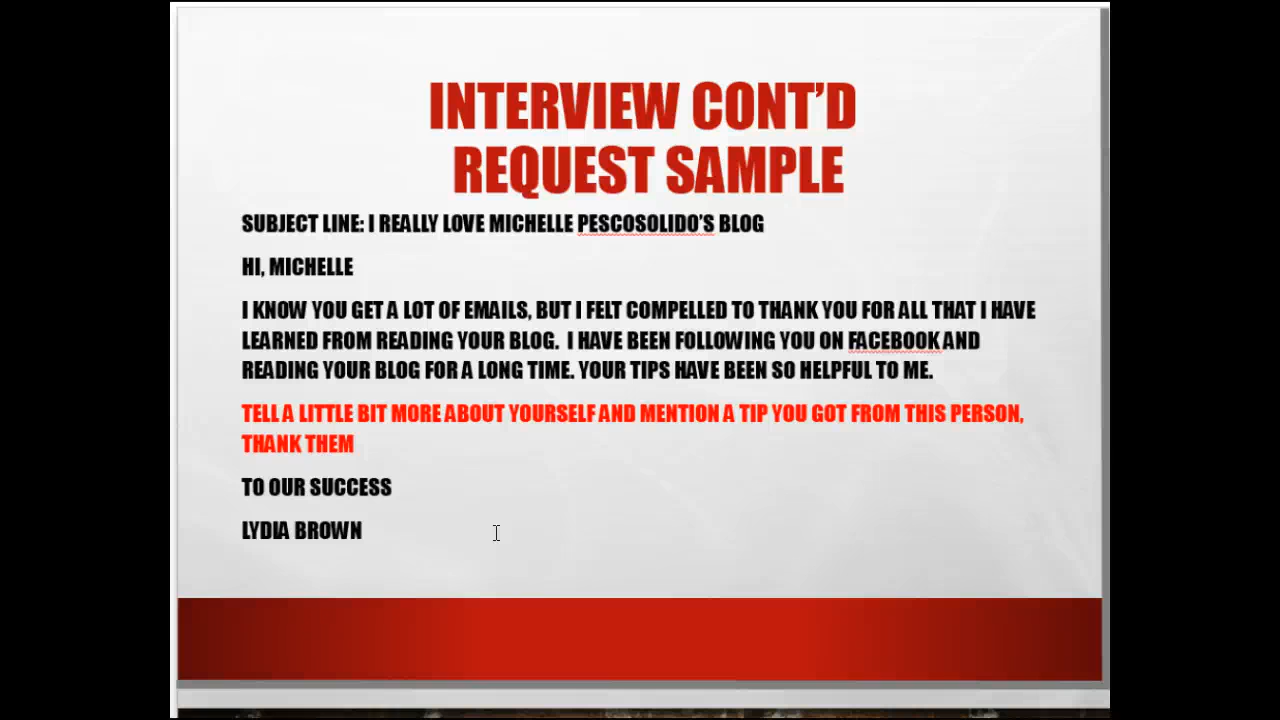 INTERVIEW CONT’D
REQUEST SAMPLE
SUBJECT LINE: I REALLY LOVE MICHELLE PESCOSOLIDO’S BLOG
HI, MICHELLE
I KNOW YOU GET A LOT OF EMAILS, BUT I FELT COMPELLED TO THANK YOU FOR ALL THAT I HAVE
LEARNED FROM READING YOUR BLOG.  I HAVE BEEN FOLLOWING YOU ON FACEBOOK AND
READING YOUR BLOG FOR A LONG TIME. YOUR TIPS HAVE BEEN SO HELPFUL TO ME.
TELL A LITTLE BIT MORE ABOUT YOURSELF AND MENTION A TIP YOU GOT FROM THIS PERSON,
THANK THEM
TO OUR SUCCESS
LYDIA BROWN